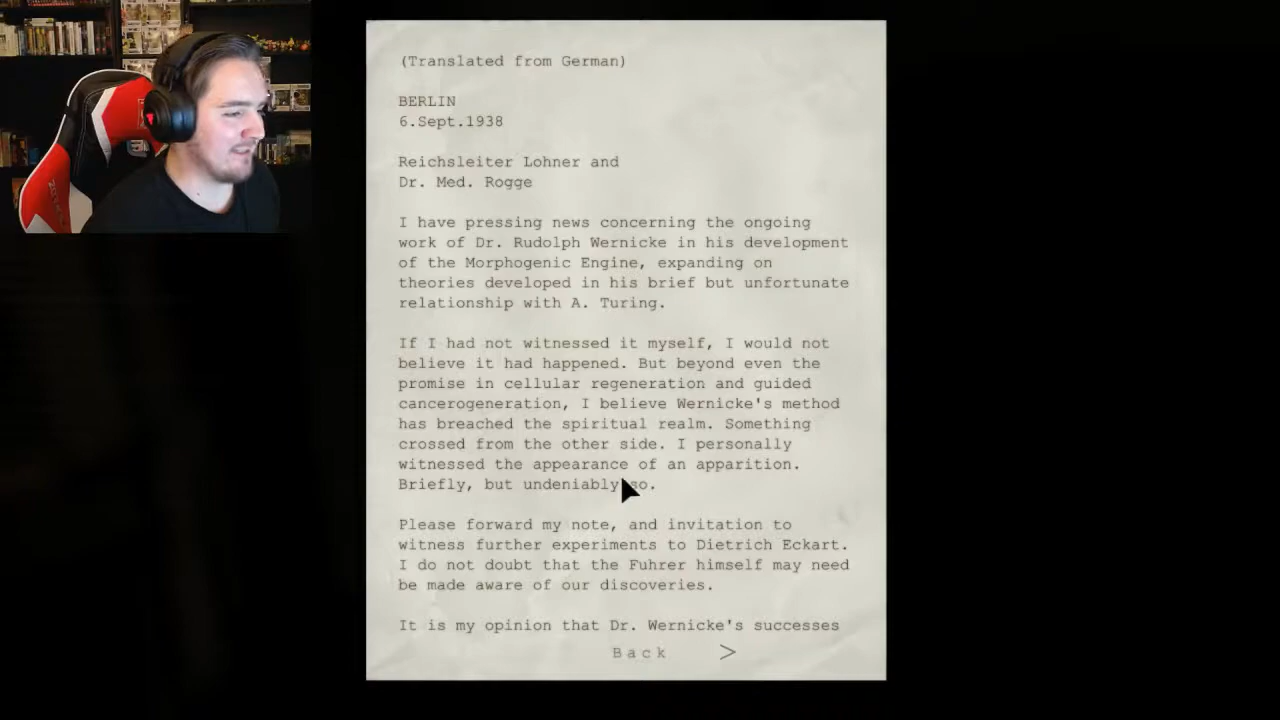 (Translated from German)
BERLIN
6.Sept.1938
Reichsleiter Lohner and
Dr. Med. Rogge
I have pressing news concerning the ongoing
work of Dr. Rudolph Wernicke in his development
of the Morphogenic Engine, expanding on
theories developed in his brief but unfortunate
relationship with A. Turing.
If I had not witnessed it myself, I would not
believe it had happened. But beyond even the
promise in cellular regeneration and guided
cancerogeneration, I believe Wernicke's method
has breached the spiritual realm. Something
crossed from the other side. I personally
witnessed the appearance of an apparition.
Briefly, but undeniably so.
Please forward my note, and invitation to
witness further experiments to Dietrich Eckart.
I do not doubt that the Fuhrer himself may need
be made aware of our discoveries.
It is my opinion that Dr. Wernicke's successes
Back >